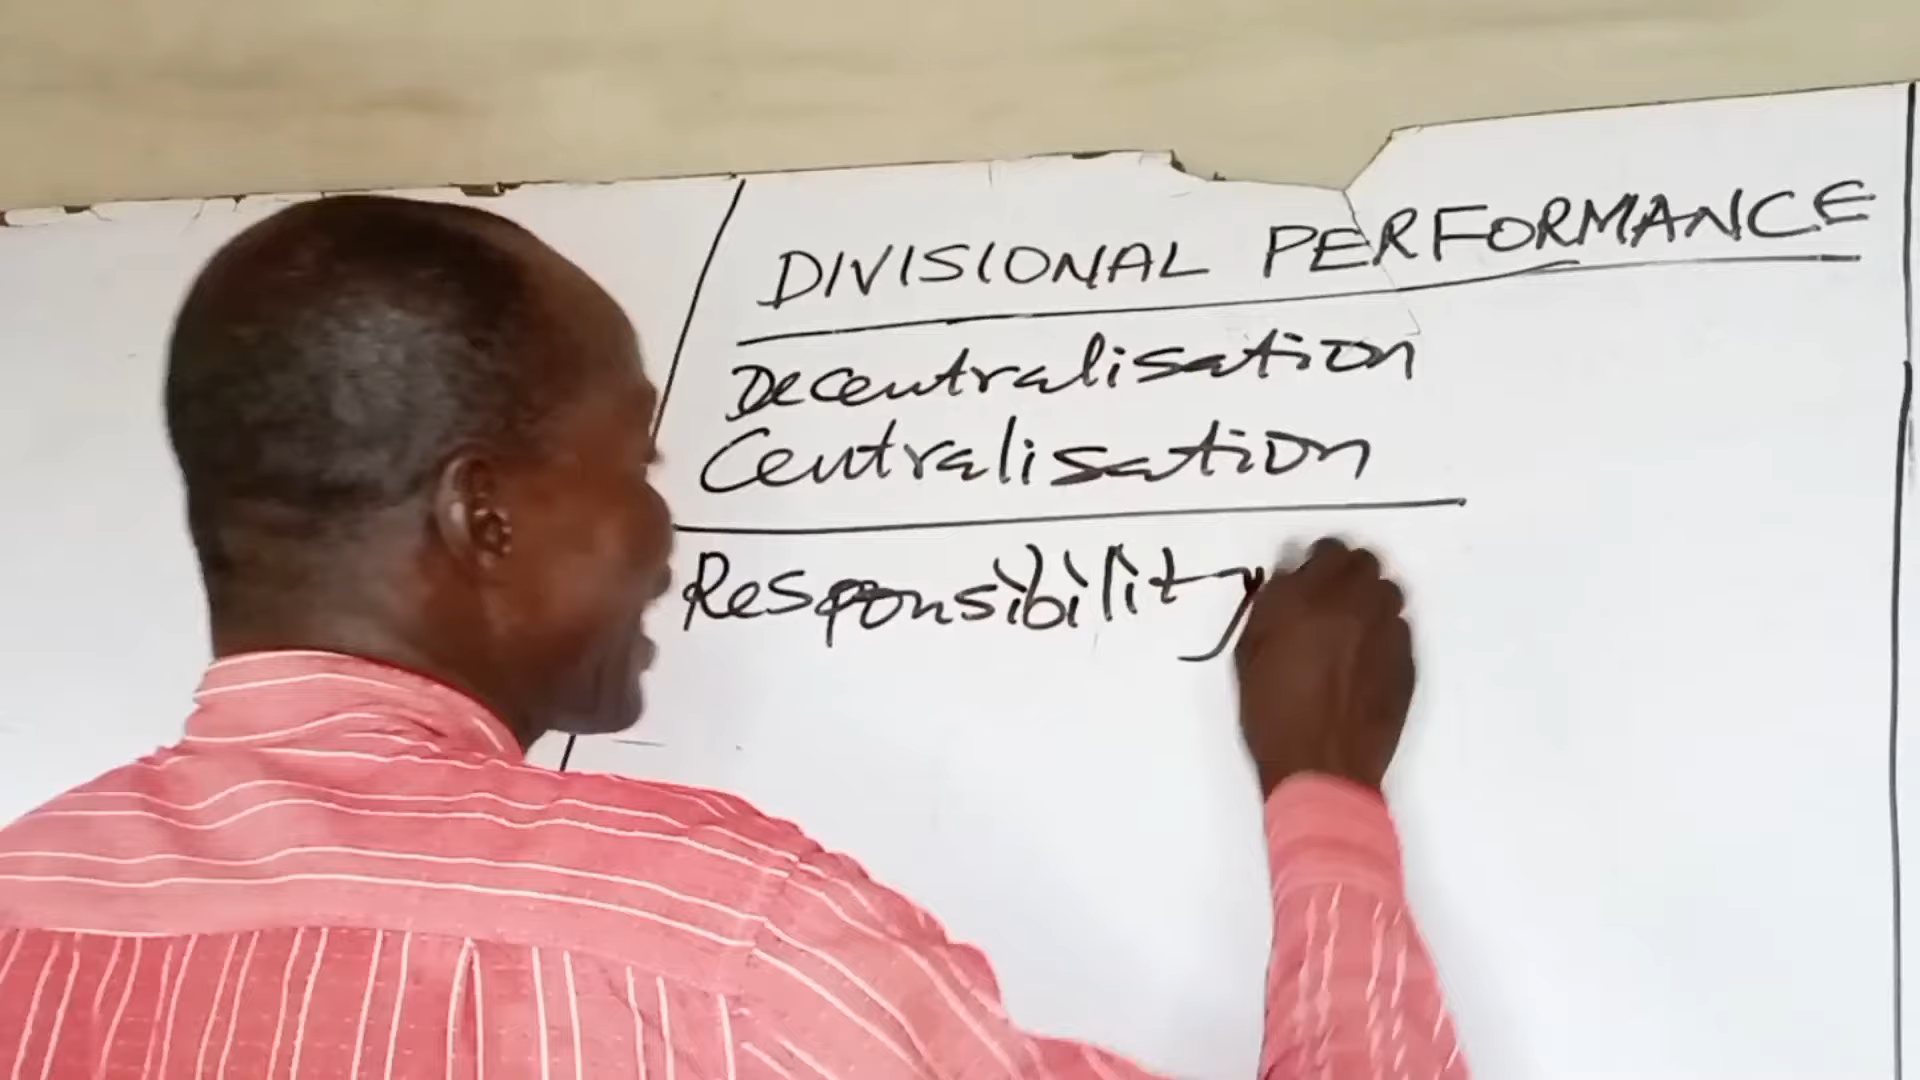 DIVISIONAL PERFORMANCE
Decentralisation
Centralisation
Responsibility